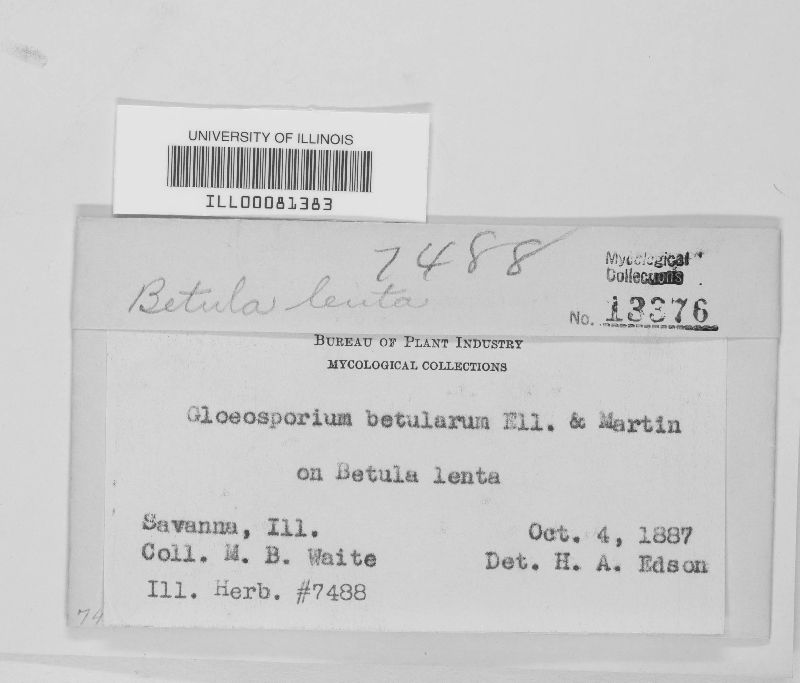 UNIVERSITY OF ILLINOIS
ILL00081383
7488
Mycological
Collections
Betula lenta
No. 13376
BUREAU OF PLANT INDUSTRY
MYCOLOGICAL COLLECTIONS
Gloeosporium betularum Ell. & Martin
on Betula lenta
Savanna, Ill. Oct. 4, 1887
Coll. M. B. Waite Det. H. A. Edson
Ill. Herb. #7488
74